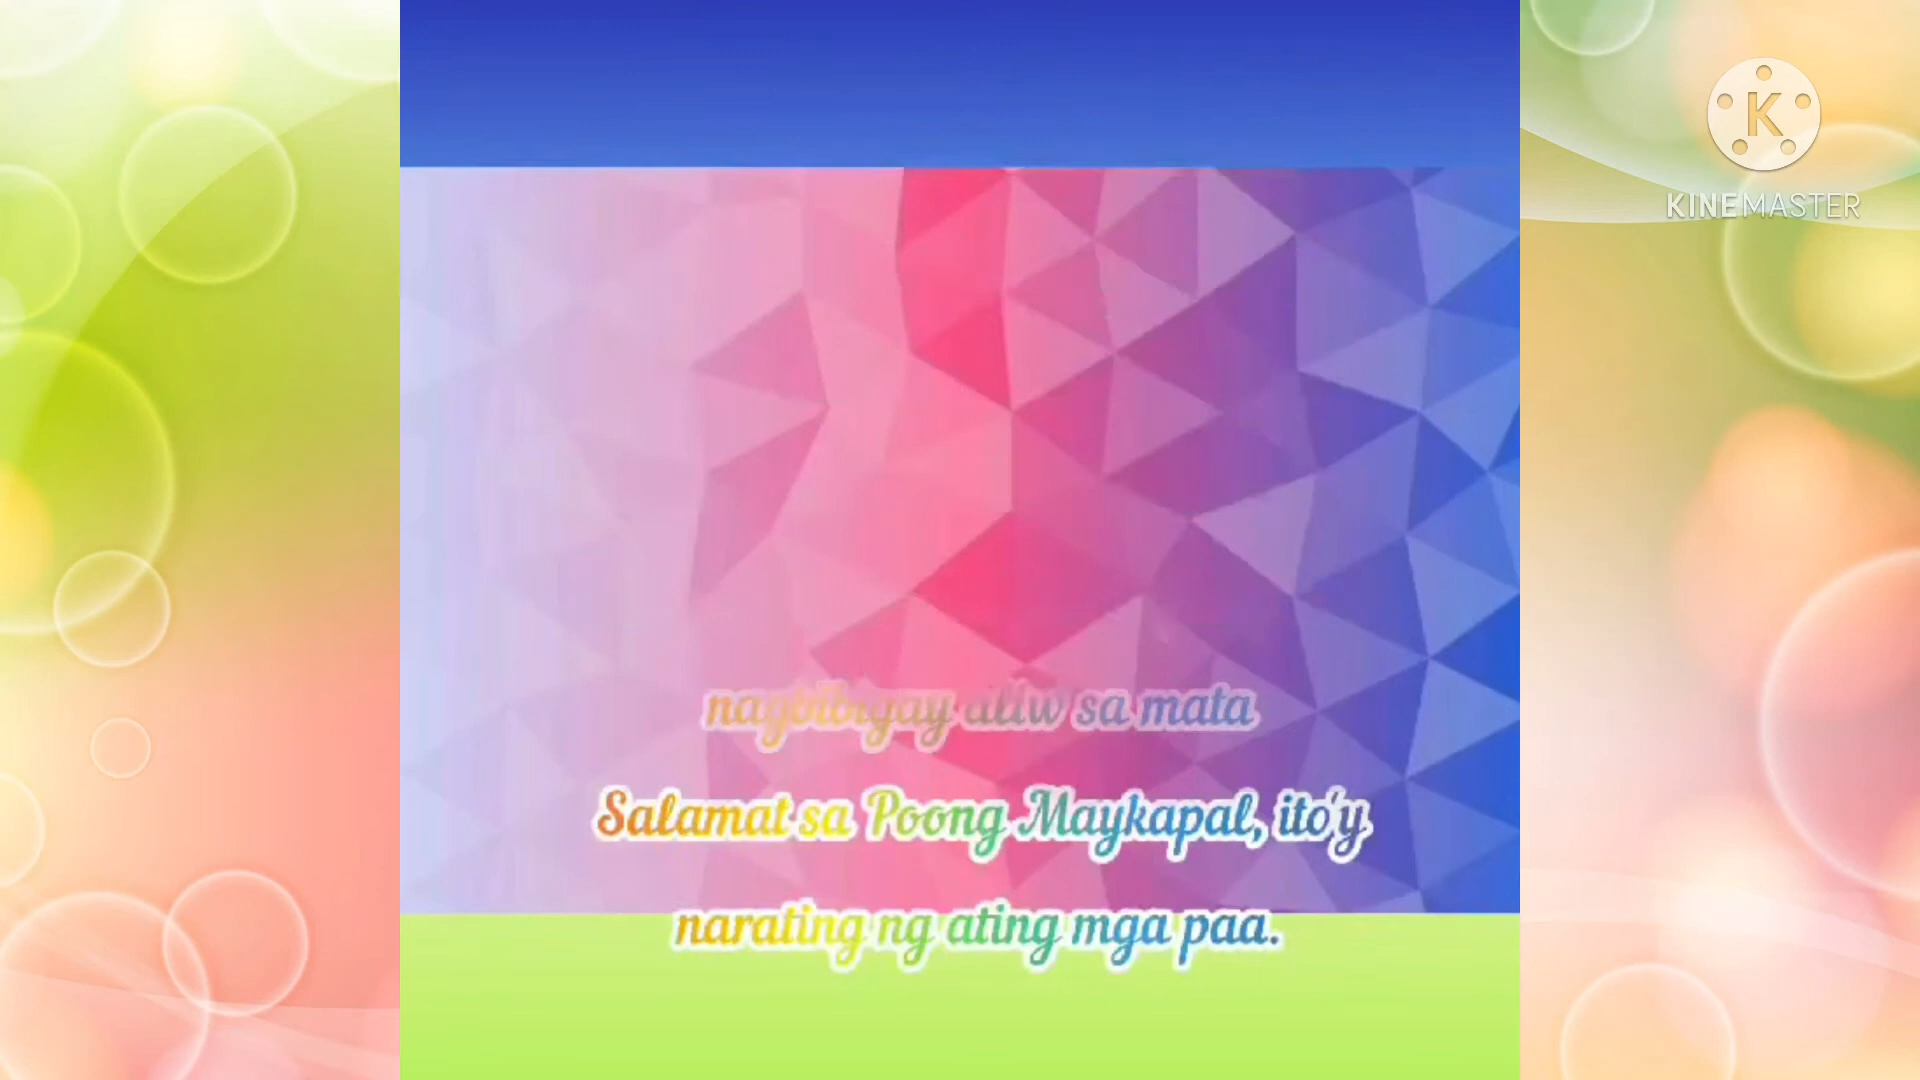 KINEMASTER
nagbibigay aliw sa mata
Salamat sa Poong Maykapal, ito'y
narating ng ating mga paa.